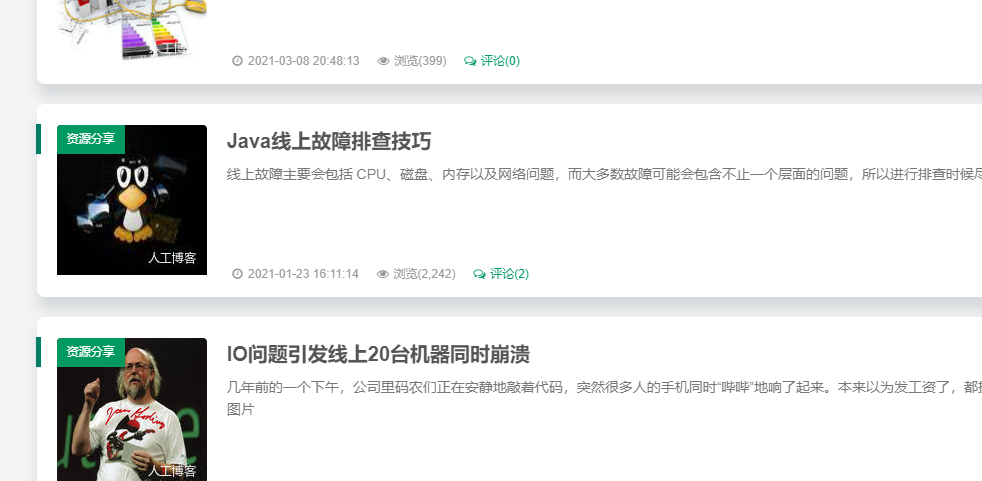 2021-03-08 20:48:13 浏览(399) 评论(0)
资源分享
Java线上故障排查技巧
线上故障主要会包括 CPU、磁盘、内存以及网络问题，而大多数故障可能会包含不止一个层面的问题，所以进行排查时候尽
人工博客
2021-01-23 16:11:14 浏览(2,242) 评论(2)
资源分享
IO问题引发线上20台机器同时崩溃
几年前的一个下午，公司里码农们正在安静地敲着代码，突然很多人的手机同时“哔哔”地响了起来。本来以为发工资了，都挺
图片
人工博客